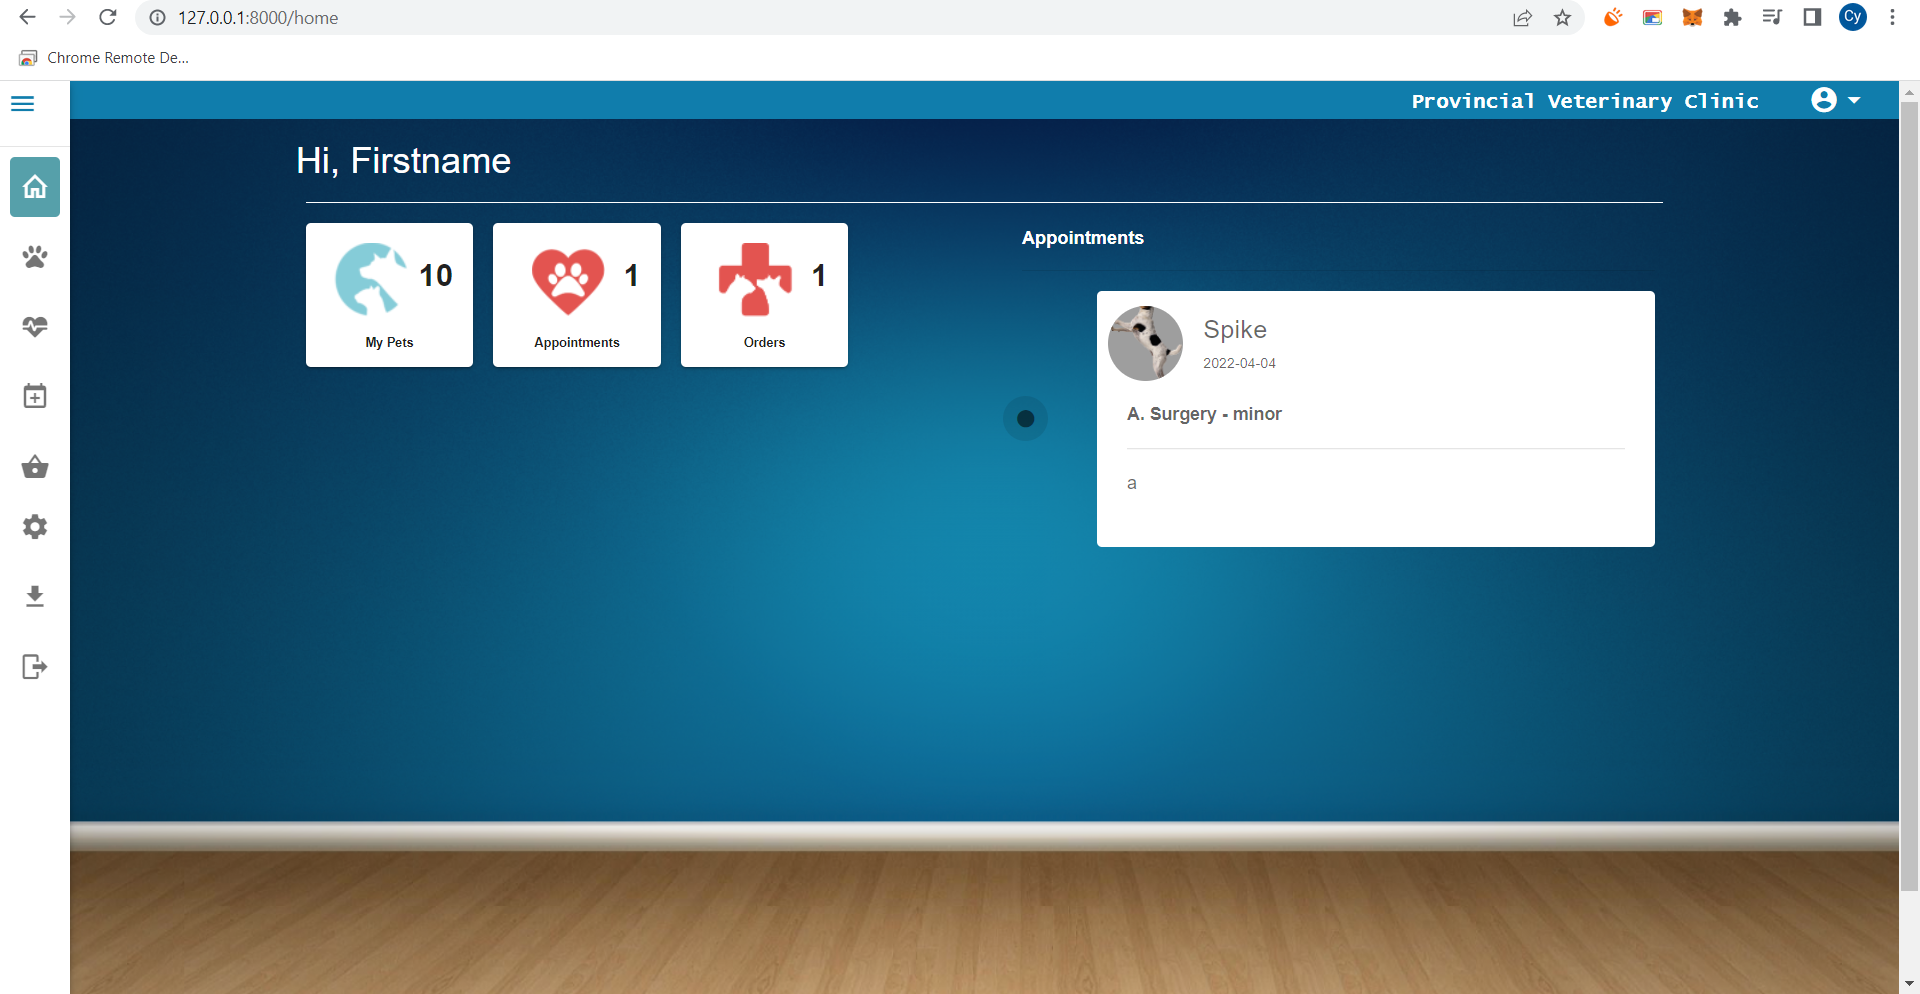 127.0.0.1:8000/home
Cy
Chrome Remote De...
Provincial Veterinary Clinic
Hi, Firstname
10
My Pets
1
Appointments
1
Orders
Appointments
Spike
2022-04-04
A. Surgery - minor
a